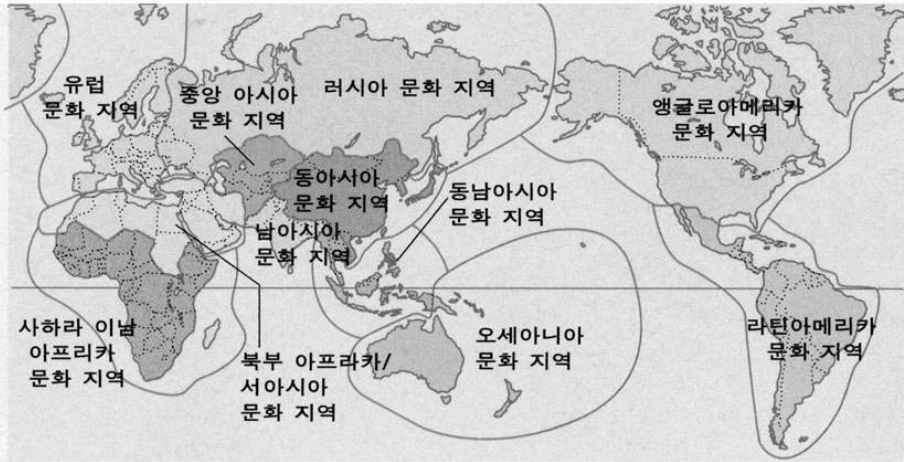 유럽
문화 자역
중앙 아시아
문화 지역
러시아 문화 지역
앵글로아메리카
문화 지역
동아서아
문화 지역
동남아시아
문화 지역
남아시아
문화 지역
사하라 이남
아프리카
문화 지역
북부 아프라카/
서아시아
문화 지역
오세아니아
문화 지역
라틴아메리카
문화 지역